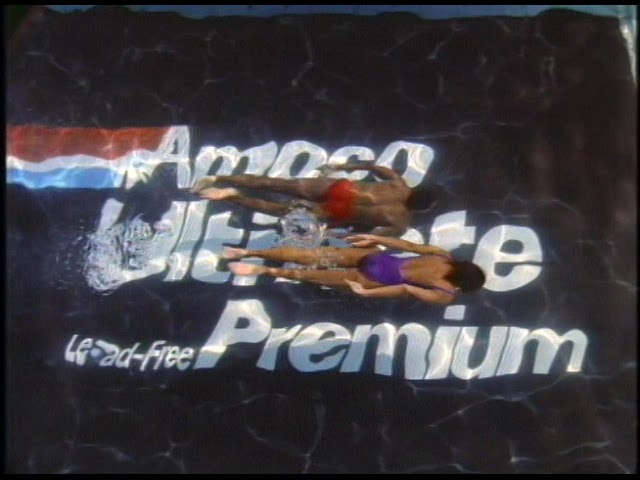 Amoco
Ultimate
Premium
Lead-Free